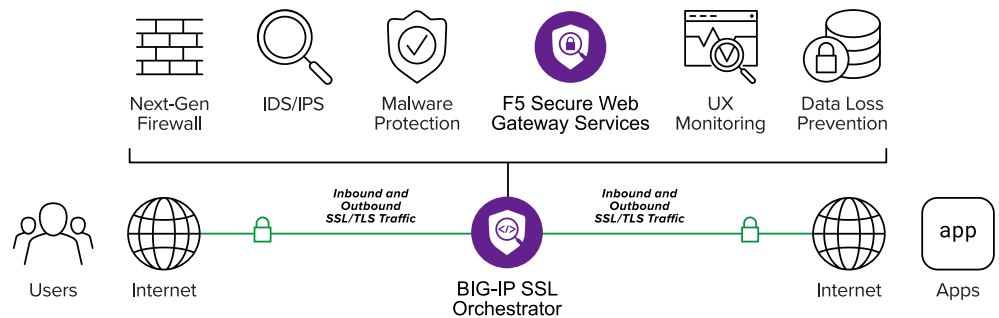 Next-Gen
Firewall
IDS/IPS
Malware
Protection
F5 Secure Web
Gateway Services
UX
Monitoring
Data Loss
Prevention
Inbound and
Outbound
SSL/TLS Traffic
Inbound and
Outbound
SSL/TLS Traffic
</>
app
Users
Internet
BIG-IP SSL
Orchestrator
Internet
Apps